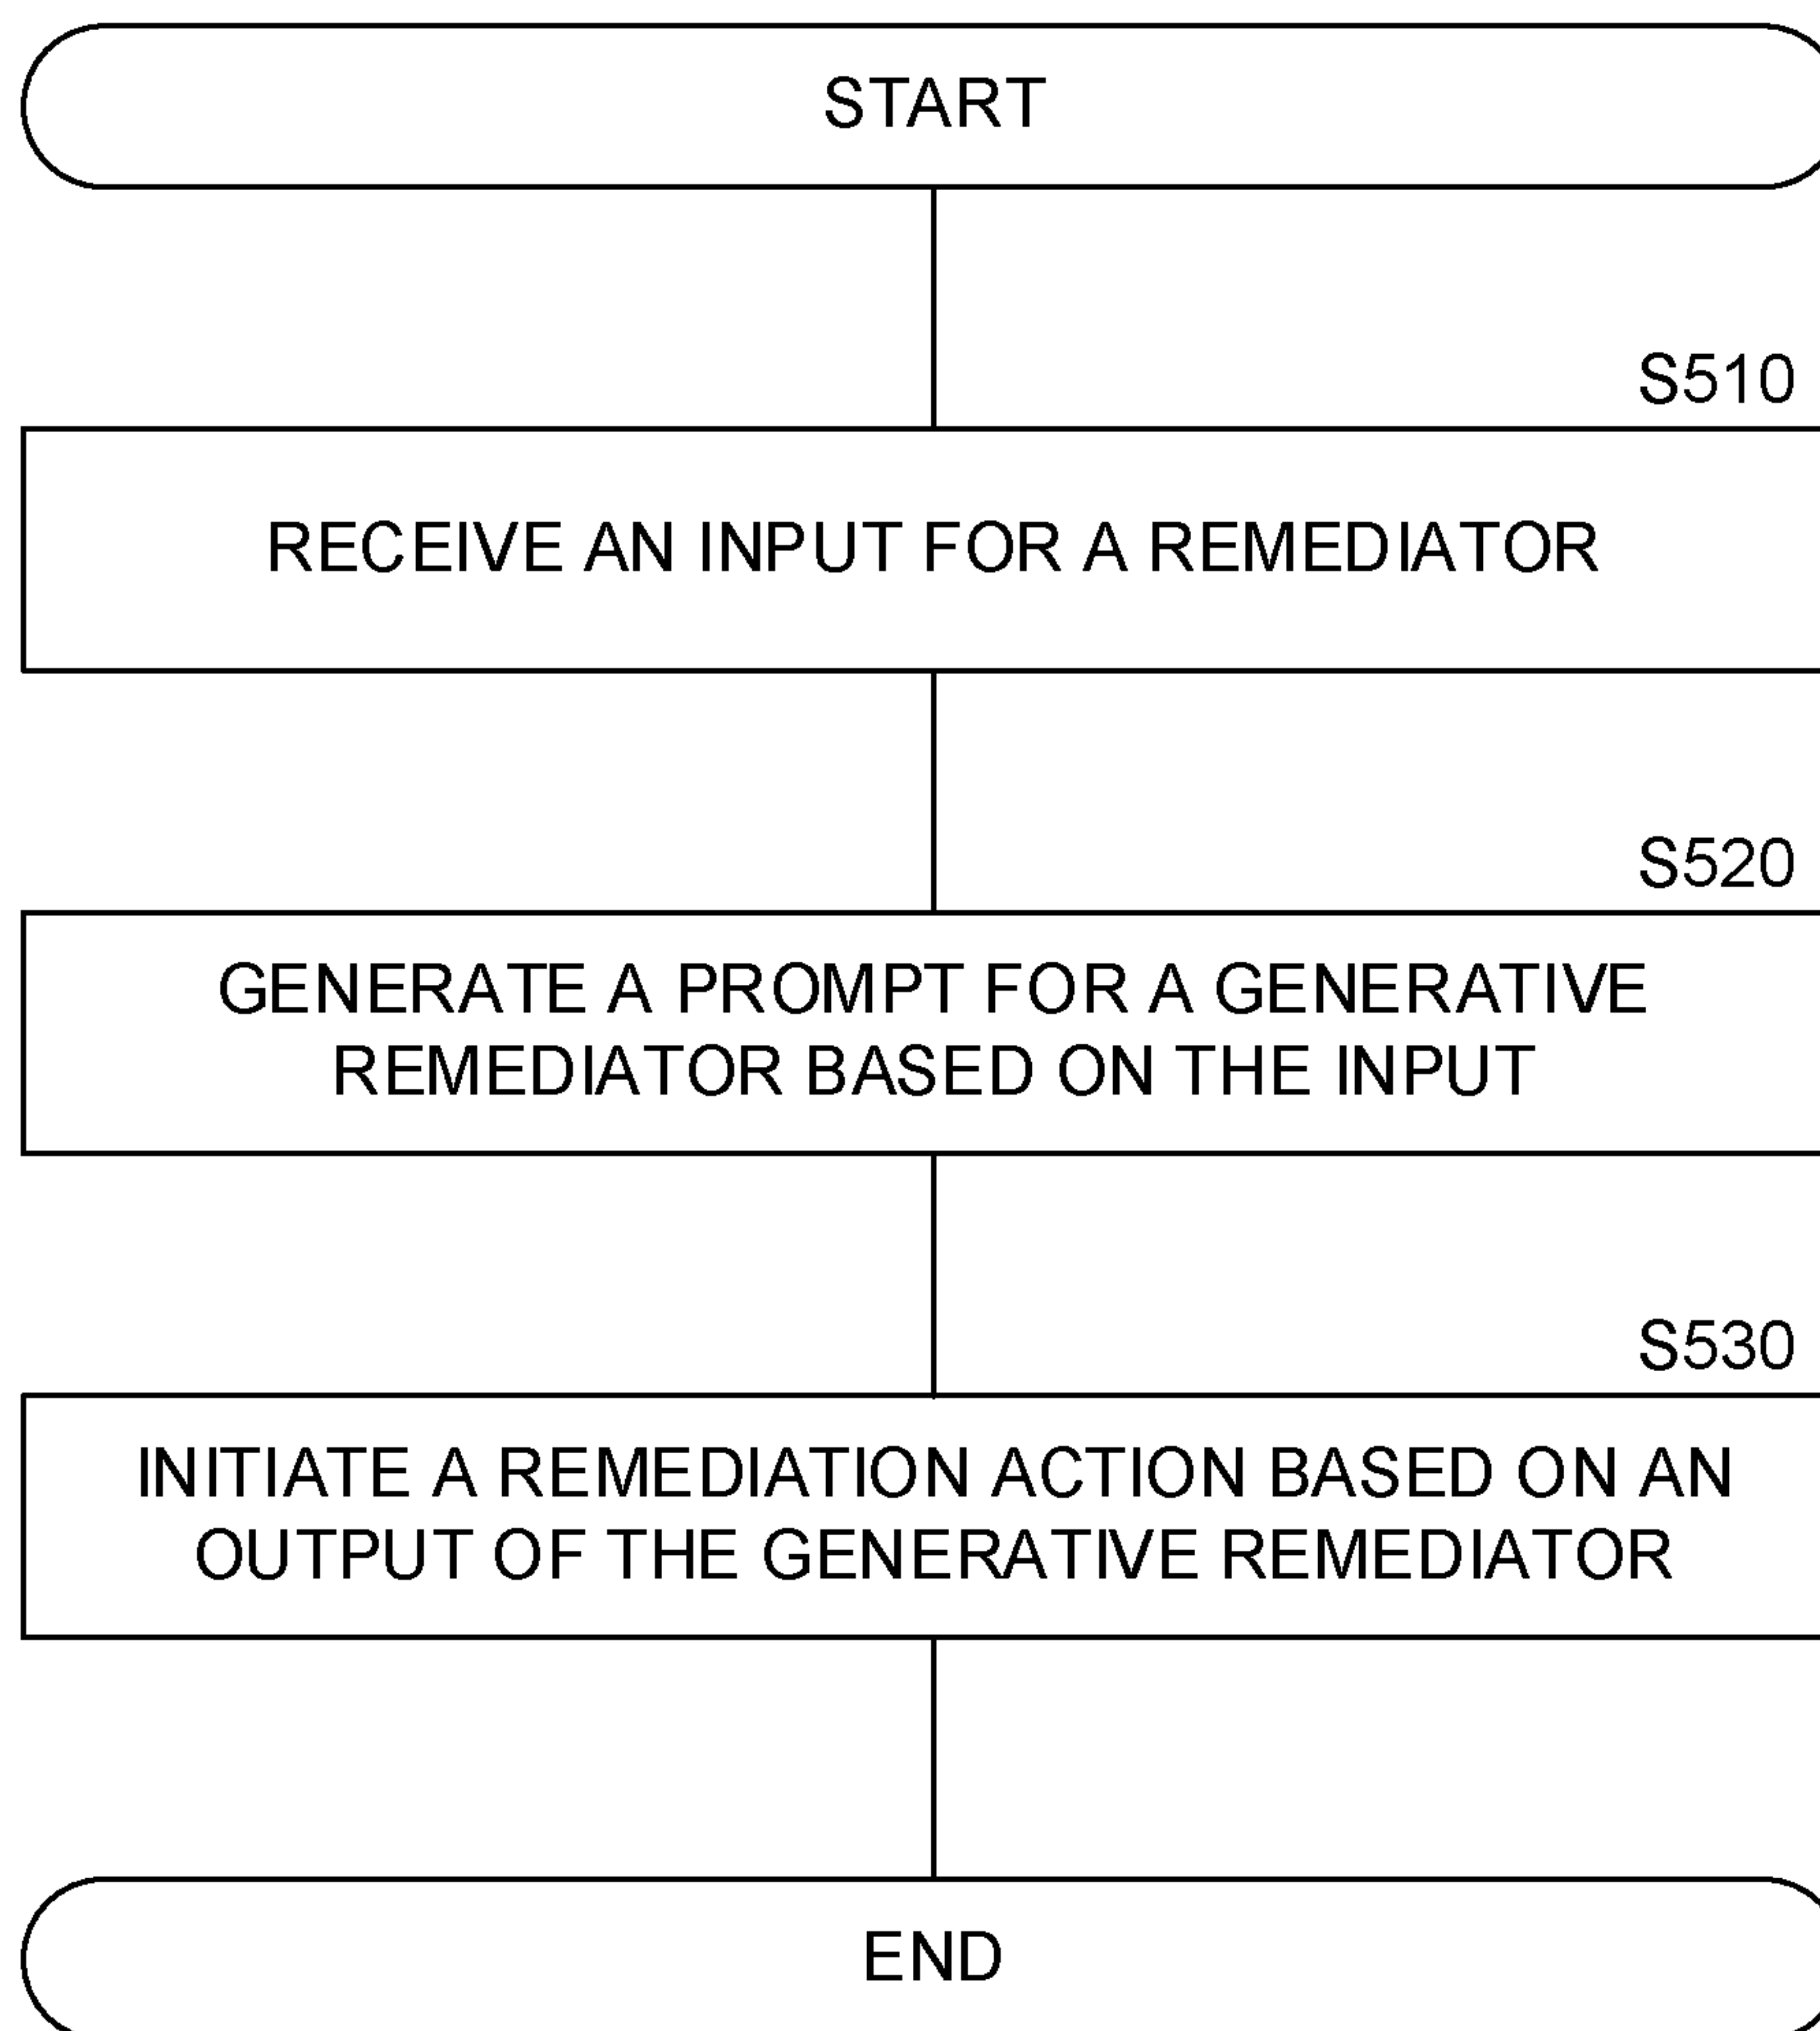 START
S510
RECEIVE AN INPUT FOR A REMEDIATOR
S520
GENERATE A PROMPT FOR A GENERATIVE
REMEDIATOR BASED ON THE INPUT
S530
INITIATE A REMEDIATION ACTION BASED ON AN
OUTPUT OF THE GENERATIVE REMEDIATOR
END